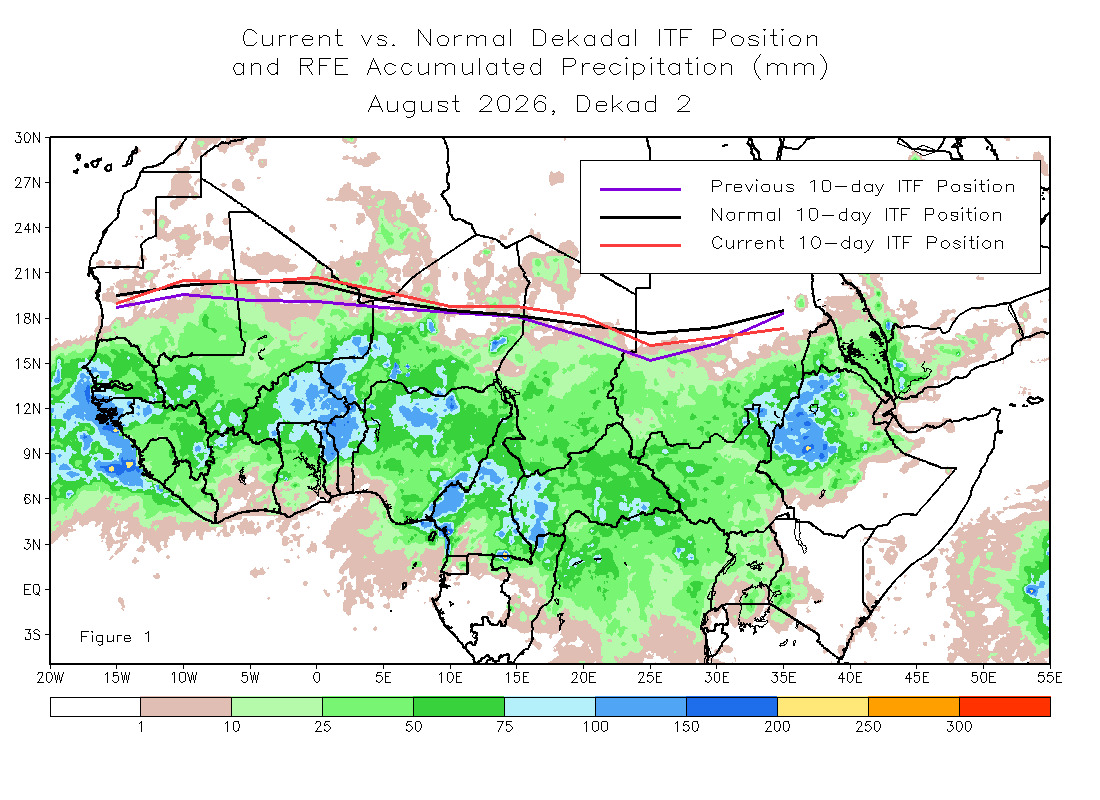 Current vs. Normal Dekadal ITF Position
and RFE Accumulated Precipitation (mm)
August 2026, Dekad 2
30N
27N
24N
21N
18N
15N
12N
9N
6N
3N
EQ
3S
Previous 10-day ITF Position
Normal 10-day ITF Position
Current 10-day ITF Position
Figure 1
20W 15W 10W 5W 0 5E 10E 15E 20E 25E 30E 35E 40E 45E 50E 55E
1 10 25 50 75 100 150 200 250 300